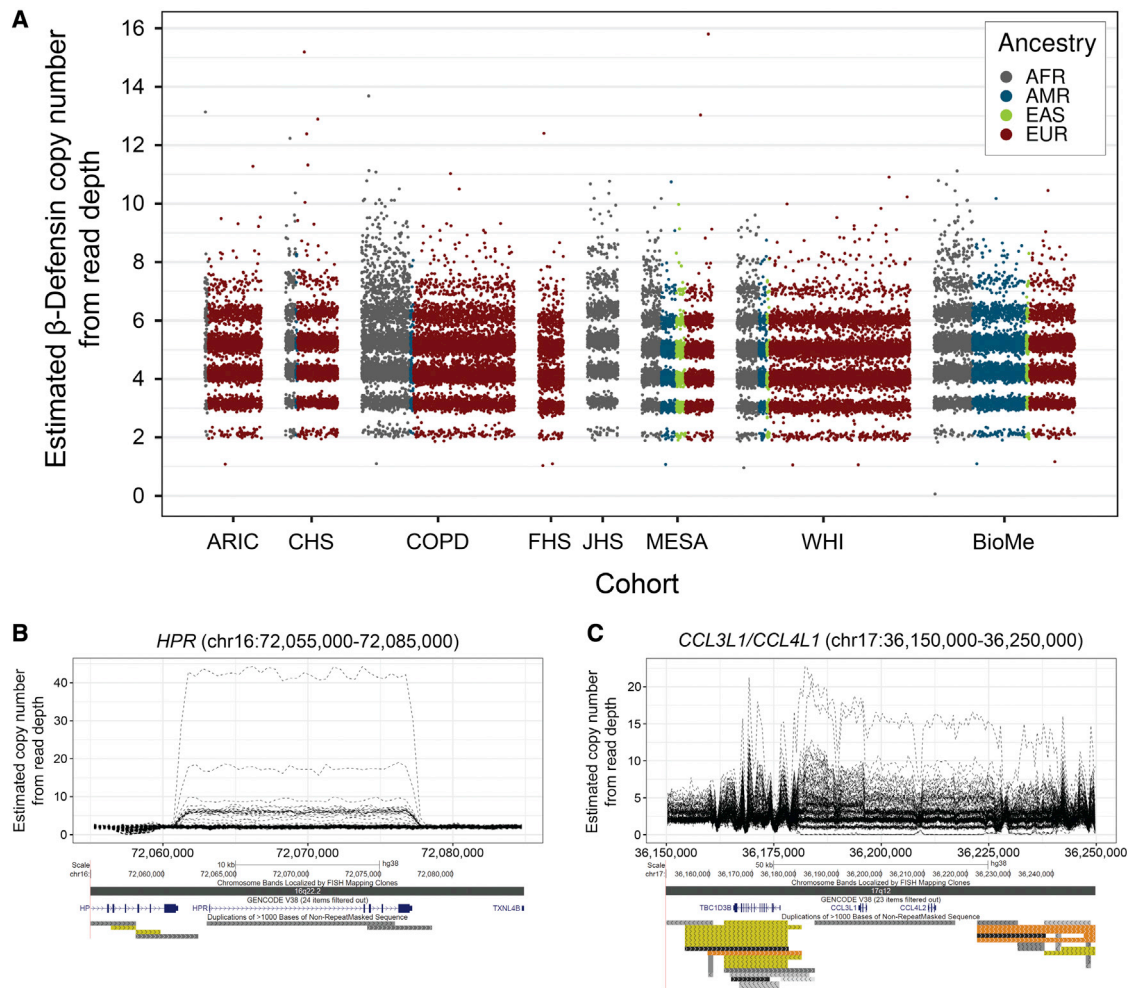 A
Estimated β-Defensin copy number
from read depth
16
14
12
10
8
6
4
2
0
Ancestry
AFR
AMR
EAS
EUR
ARIC CHS COPD FHS JHS MESA WHI BioMe
Cohort
B
HPR (chr16:72,055,000-72,085,000)
Estimated copy number
from read depth
40
30
20
10
0
72,060,000 72,070,000 72,080,000
Scale 10 kb hg38
chr16: 72,060,000 72,065,000 72,070,000 72,075,000 72,080,000
Chromosome Bands Localized by FISH Mapping Clones
16q22.2
GENCODE V38 (24 items filtered out)
HP HPR TXNL4B
Duplications of >1000 Bases of Non-RepeatMasked Sequence
C
CCL3L1/CCL4L1 (chr17:36,150,000-36,250,000)
Estimated copy number
from read depth
20
15
10
5
0
36,150,000 36,175,000 36,200,000 36,225,000 36,250,000
Scale 50 kb hg38
chr17: 36,160,000 36,170,000 36,180,000 36,190,000 36,200,000 36,210,000 36,220,000 36,230,000 36,240,000
Chromosome Bands Localized by FISH Mapping Clones
17q12
GENCODE V38 (23 items filtered out)
TBC1D3B CCL3L1 CCL4L2
Duplications of >1000 Bases of Non-RepeatMasked Sequence